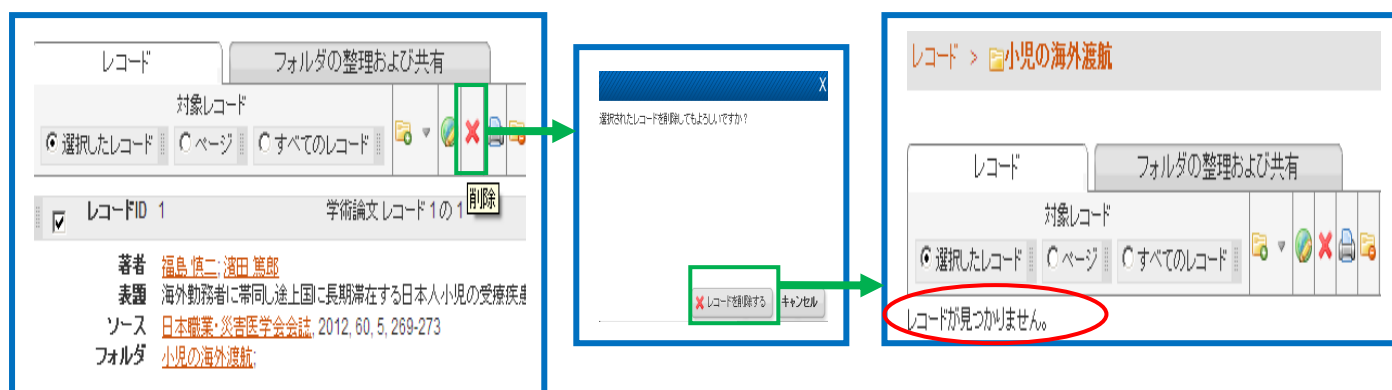 レコード
フォルダの整理および共有
対象レコード
選択したレコード
ページ
すべてのレコード
削除
レコードID 1
学術論文 レコード 1の 1
著者 福島 慎二; 濱田 篤郎
表題 海外勤務者に帯同し途上国に長期滞在する日本人小児の受療疾患
ソース 日本職業・災害医学会会誌, 2012, 60, 5, 269-273
フォルダ 小児の海外渡航;
X
選択されたレコードを削除してもよろしいですか?
レコードを削除する
キャンセル
レコード > 小児の海外渡航
レコード
フォルダの整理および共有
対象レコード
選択したレコード
ページ
すべてのレコード
レコードが見つかりません。